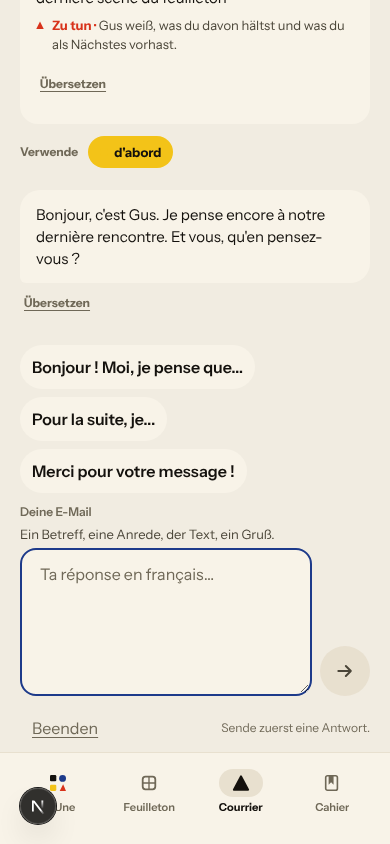 dernière scène du feuilleton
Zu tun · Gus weiß, was du davon hältst und was du
als Nächstes vorhast.
Übersetzen
Verwende d'abord
Bonjour, c'est Gus. Je pense encore à notre
dernière rencontre. Et vous, qu'en pensez-
vous ?
Übersetzen
Bonjour ! Moi, je pense que...
Pour la suite, je...
Merci pour votre message !
Deine E-Mail
Ein Betreff, eine Anrede, der Text, ein Gruß.
Ta réponse en français...
Beenden
Sende zuerst eine Antwort.
N
Une
Feuilleton
Courrier
Cahier